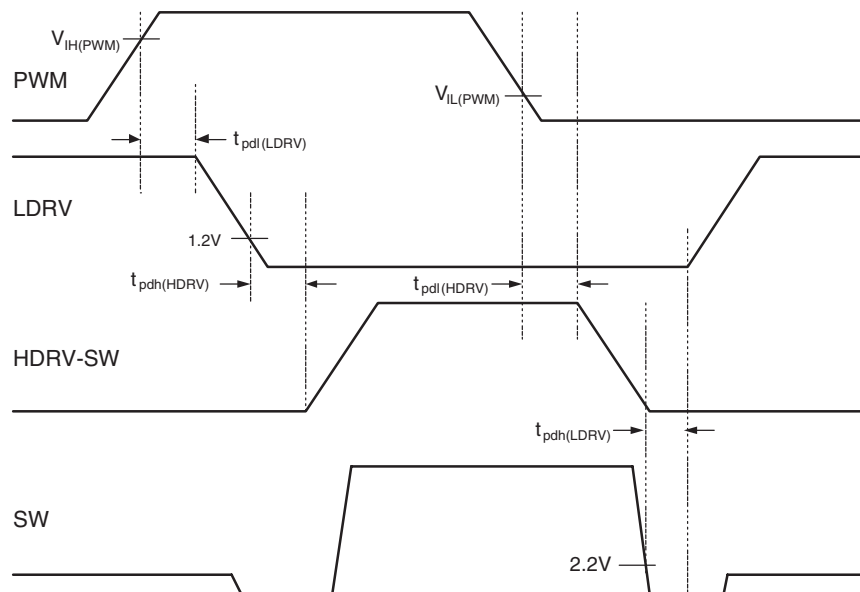 V_IH(PWM)
PWM
V_IL(PWM)
t_pdl(LDRV)
LDRV
1.2V
t_pdh(HDRV)
t_pdl(HDRV)
HDRV-SW
t_pdh(LDRV)
SW
2.2V